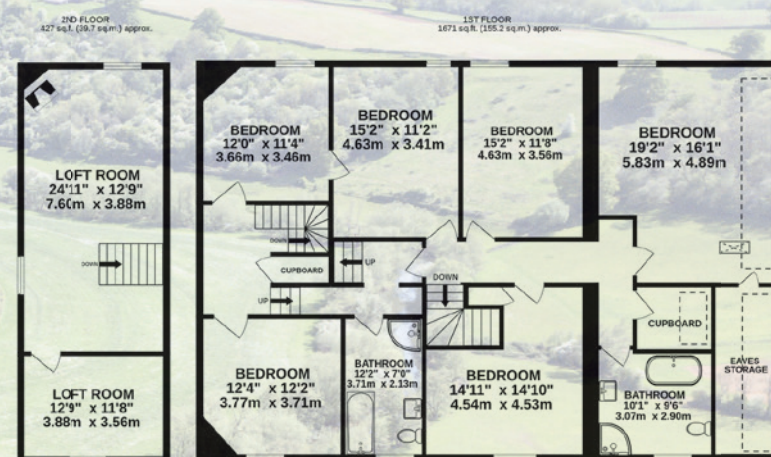 2ND FLOOR
427 sq.ft. (39.7 sq.m.) approx.
1ST FLOOR
1671 sq.ft. (155.2 sq.m.) approx.
LOFT ROOM
24'11" x 12'9"
7.60m x 3.88m
DOWN
LOFT ROOM
12'9" x 11'8"
3.88m x 3.56m
BEDROOM
12'0" x 11'4"
3.66m x 3.46m
BEDROOM
15'2" x 11'2"
4.63m x 3.41m
BEDROOM
15'2" x 11'8"
4.63m x 3.56m
BEDROOM
19'2" x 16'1"
5.83m x 4.89m
DOWN
CUPBOARD
UP
UP
DOWN
CUPBOARD
BEDROOM
12'4" x 12'2"
3.77m x 3.71m
BATHROOM
12'2" x 7'0"
3.71m x 2.13m
BEDROOM
14'11" x 14'10"
4.54m x 4.53m
BATHROOM
10'1" x 9'6"
3.07m x 2.90m
EAVES
STORAGE